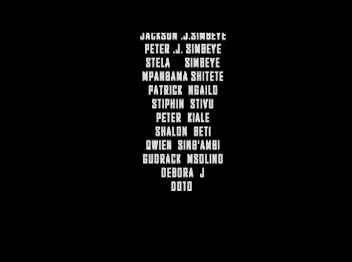 JACKSON .J.SIMBEYE
PETER .J. SIMBEYE
STELA SIMBEYE
MPANGAMA SHITETE
PATRICK NGAILO
STIPHIN STIVU
PETER KIALE
SHALON BETI
QWIEN SING'AMBI
GUDRACK MSOLINO
DEBORA J
DOTO